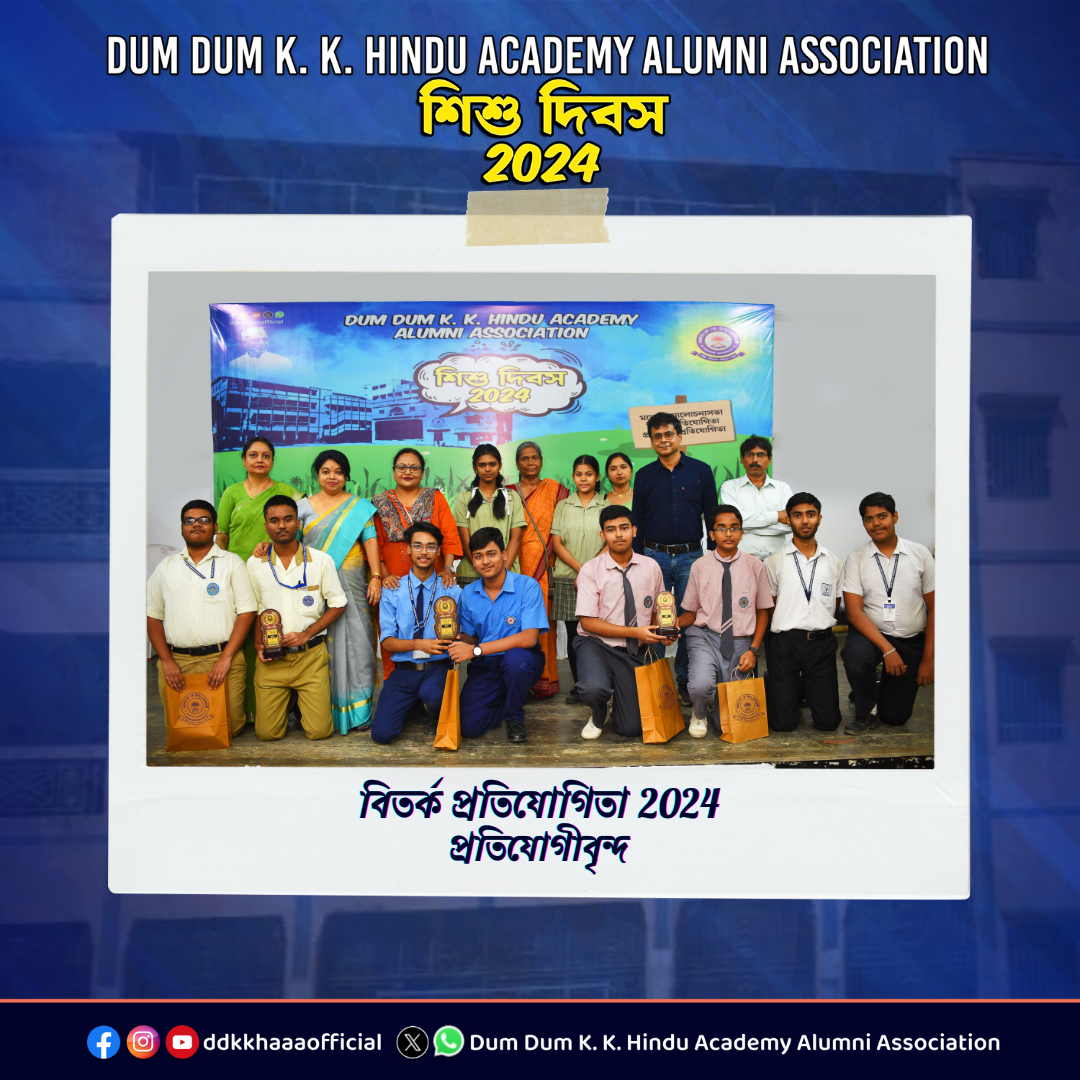 DUM DUM K. K. HINDU ACADEMY ALUMNI ASSOCIATION
শিশু দিবস
2024
DUM DUM K. K. HINDU ACADEMY
ALUMNI ASSOCIATION
শিশু দিবস
2024
বিতর্ক প্রতিযোগিতা 2024
প্রতিযোগীবৃন্দ
ddkkhaaaofficial
Dum Dum K. K. Hindu Academy Alumni Association